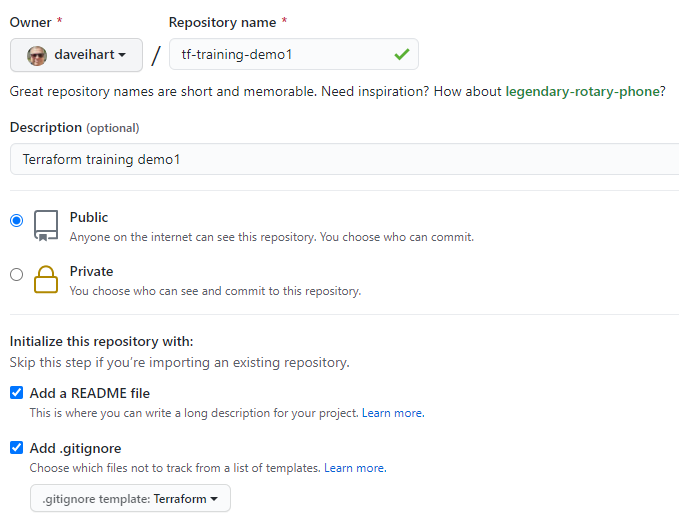 Owner * Repository name *
daveihart / tf-training-demo1
Great repository names are short and memorable. Need inspiration? How about legendary-rotary-phone?
Description (optional)
Terraform training demo1
Public
Anyone on the internet can see this repository. You choose who can commit.
Private
You choose who can see and commit to this repository.
Initialize this repository with:
Skip this step if you're importing an existing repository.
Add a README file
This is where you can write a long description for your project. Learn more.
Add .gitignore
Choose which files not to track from a list of templates. Learn more.
.gitignore template: Terraform